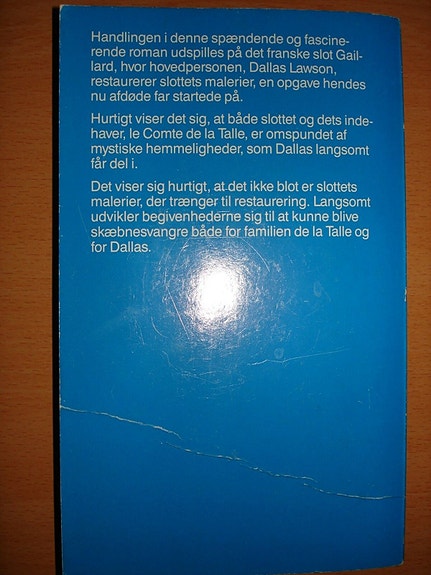 Handlingen i denne spændende og fascine-
rende roman udspilles på det franske slot Gail-
lard, hvor hovedpersonen, Dallas Lawson,
restaurerer slottets malerier, en opgave hendes
nu afdøde far startede på.
Hurtigt viser det sig, at både slottet og dets inde-
haver, le Comte de la Talle, er omspundet af
mystiske hemmeligheder, som Dallas langsomt
får del i.
Det viser sig hurtigt, at det ikke blot er slottets
malerier, der trænger til restaurering. Langsomt
udvikler begivenhederne sig til at kunne blive
skæbnesvangre både for familien de la Talle og
for Dallas.